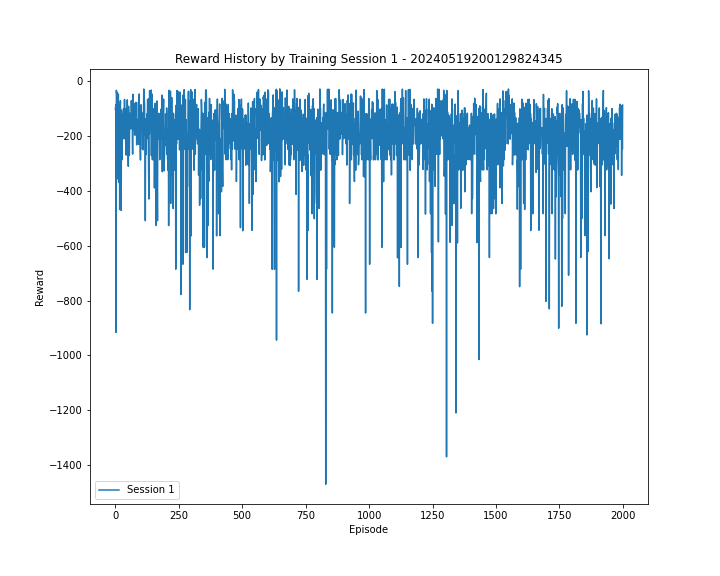 Reward History by Training Session 1 - 20240519200129824345
0
−200
−400
−600
−800
−1000
−1200
−1400
Reward
Session 1
0 250 500 750 1000 1250 1500 1750 2000
Episode